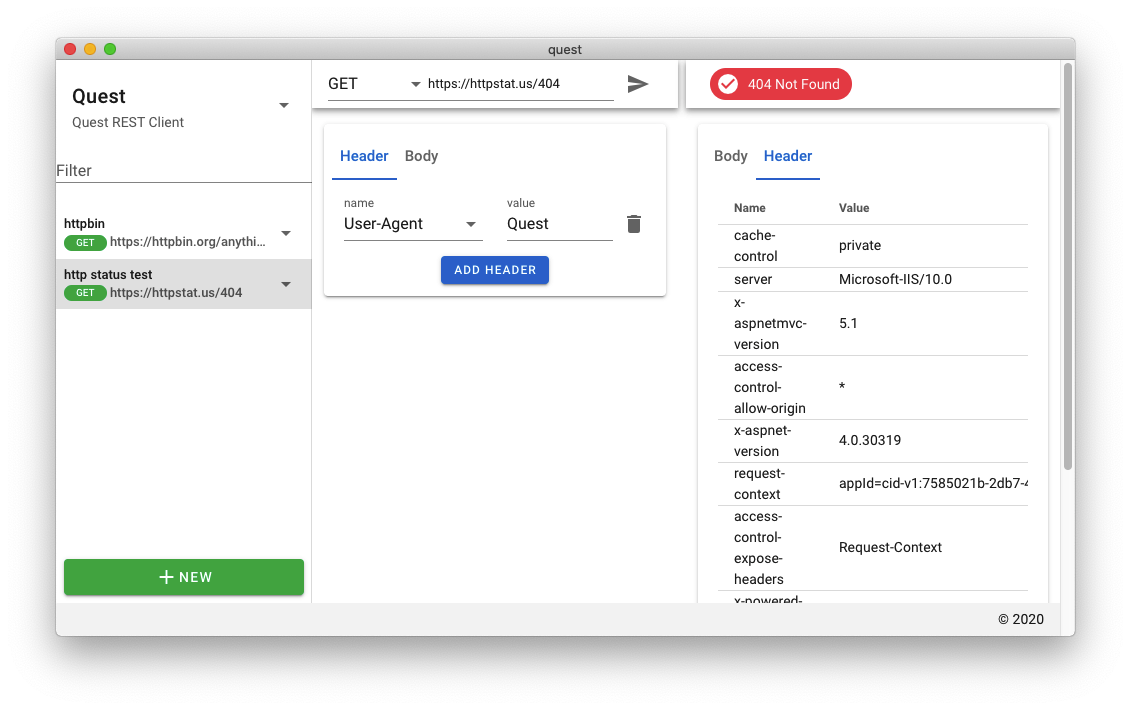 quest
Quest
Quest REST Client
Filter
httpbin
GET https://httpbin.org/anythi...
http status test
GET https://httpstat.us/404
NEW
GET https://httpstat.us/404
Header Body
name value
User-Agent Quest
ADD HEADER
404 Not Found
Body Header
Name Value
cache-
control
private
server Microsoft-IIS/10.0
x-
aspnetmvc-
version
5.1
access-
control-
allow-origin
*
x-aspnet-
version
4.0.30319
request-
context
appId=cid-v1:7585021b-2db7-4
access-
control-
expose-
headers
Request-Context
x-powered-
© 2020